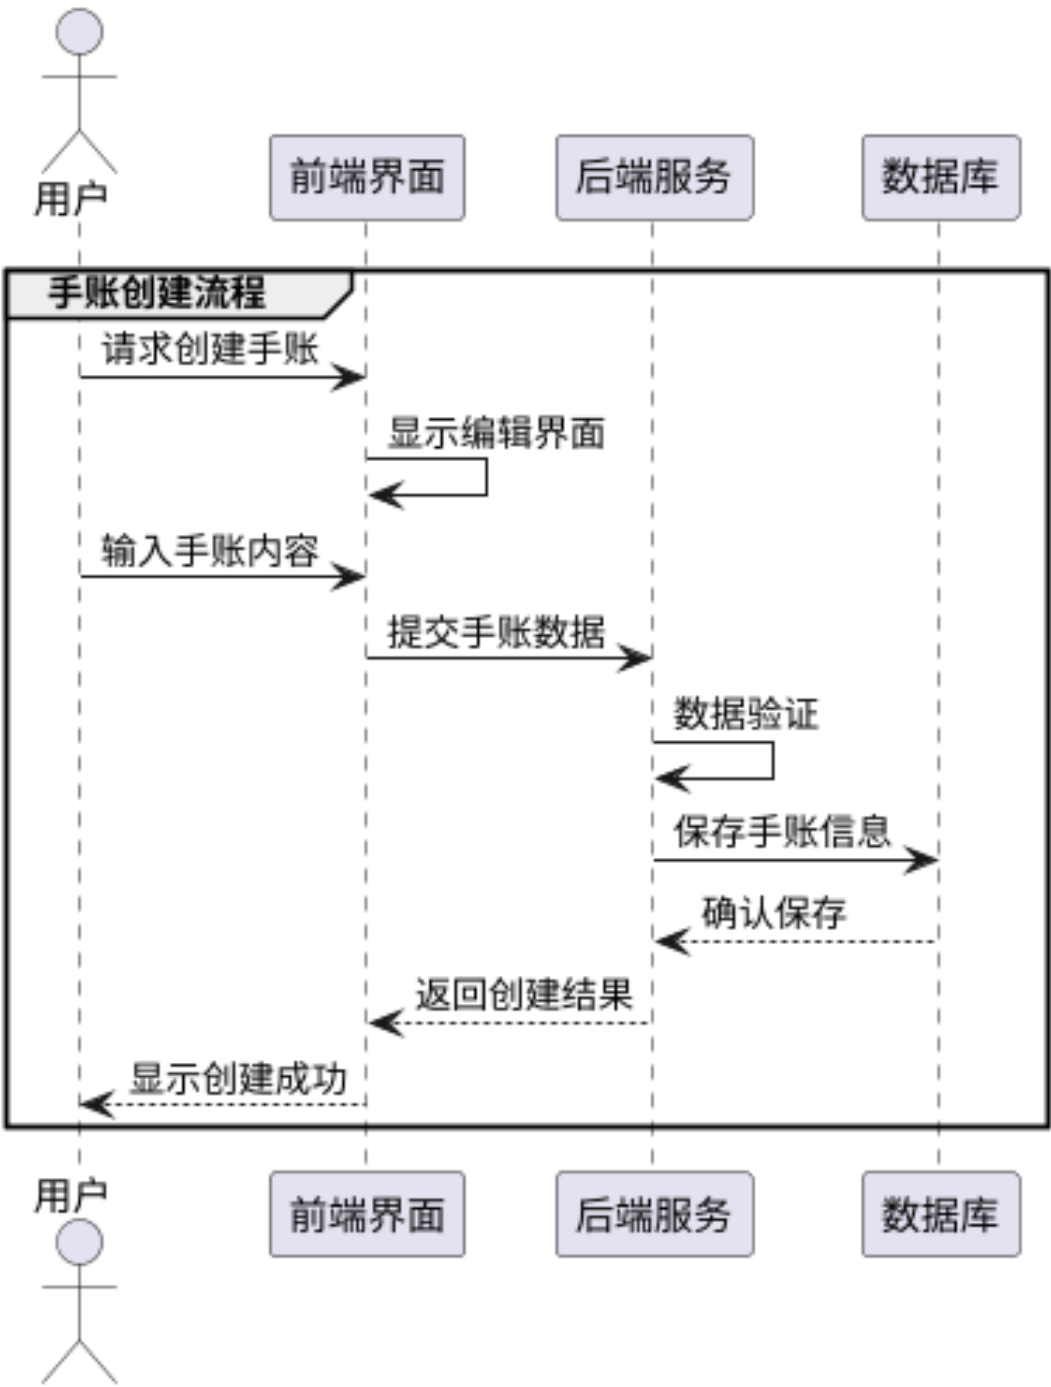 用户
前端界面
后端服务
数据库
手账创建流程
请求创建手账
显示编辑界面
输入手账内容
提交手账数据
数据验证
保存手账信息
确认保存
返回创建结果
显示创建成功
用户
前端界面
后端服务
数据库